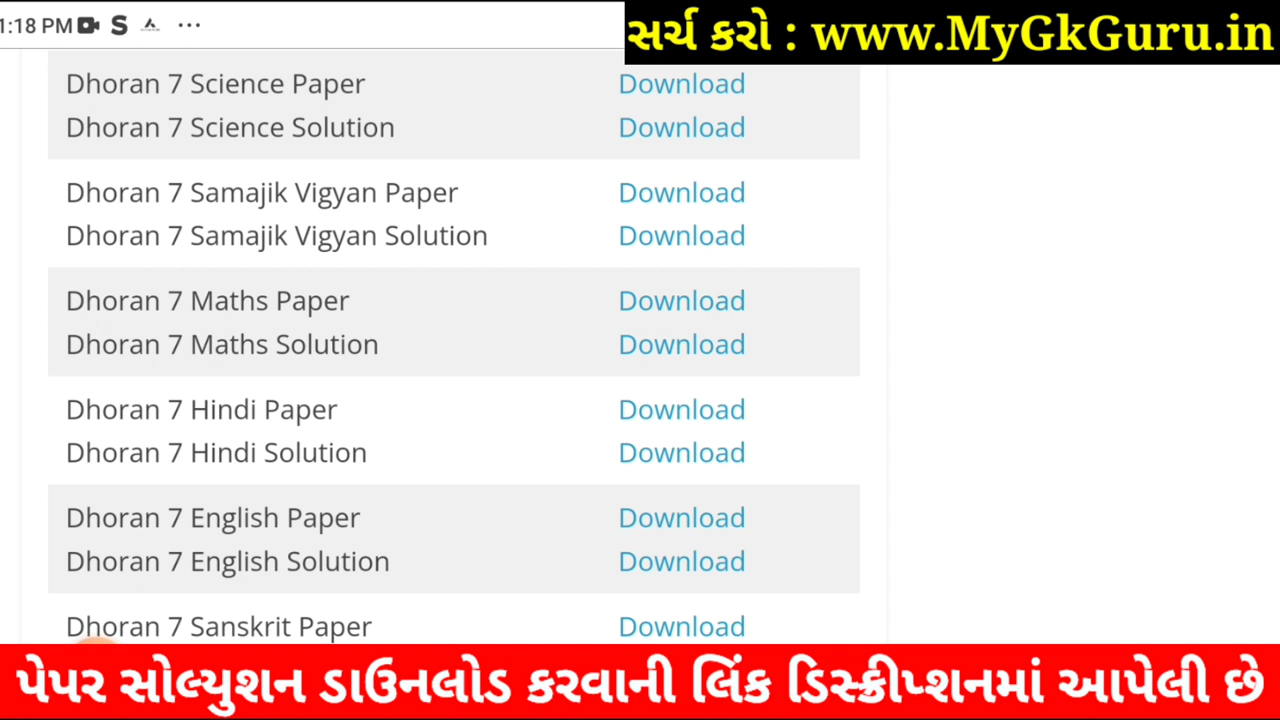 1:18 PM S ...
સર્ચ કરો : www.MyGkGuru.in
Dhoran 7 Science Paper Download
Dhoran 7 Science Solution Download
Dhoran 7 Samajik Vigyan Paper Download
Dhoran 7 Samajik Vigyan Solution Download
Dhoran 7 Maths Paper Download
Dhoran 7 Maths Solution Download
Dhoran 7 Hindi Paper Download
Dhoran 7 Hindi Solution Download
Dhoran 7 English Paper Download
Dhoran 7 English Solution Download
Dhoran 7 Sanskrit Paper Download
પેપર સોલ્યુશન ડાઉનલોડ કરવાની લિંક ડિસ્ક્રીપ્શનમાં આપેલી છે